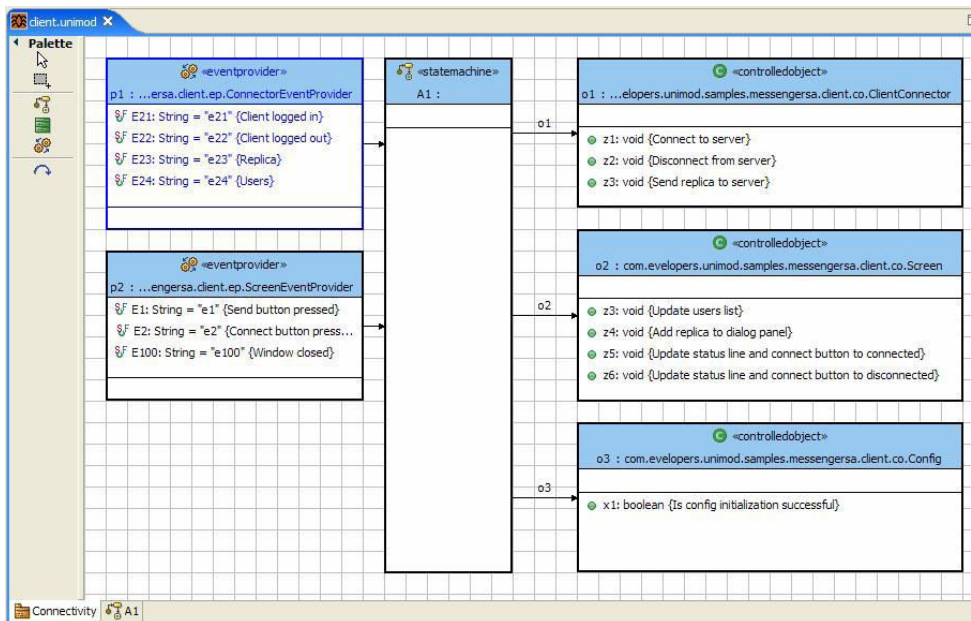 client.unimod
Palette
«eventprovider»
p1 : ...ersa.client.ep.ConnectorEventProvider
E21: String = "e21" {Client logged in}
E22: String = "e22" {Client logged out}
E23: String = "e23" {Replica}
E24: String = "e24" {Users}
«eventprovider»
p2 : ...engersa.client.ep.ScreenEventProvider
E1: String = "e1" {Send button pressed}
E2: String = "e2" {Connect button press...
E100: String = "e100" {Window closed}
«statemachine»
A1 :
o1
o2
o3
«controlledobject»
o1 : ...elopers.unimod.samples.messengersa.client.co.ClientConnector
z1: void {Connect to server}
z2: void {Disconnect from server}
z3: void {Send replica to server}
«controlledobject»
o2 : com.evelopers.unimod.samples.messengersa.client.co.Screen
z3: void {Update users list}
z4: void {Add replica to dialog panel}
z5: void {Update status line and connect button to connected}
z6: void {Update status line and connect button to disconnected}
«controlledobject»
o3 : com.evelopers.unimod.samples.messengersa.client.co.Config
x1: boolean {Is config initialization successful}
Connectivity
A1